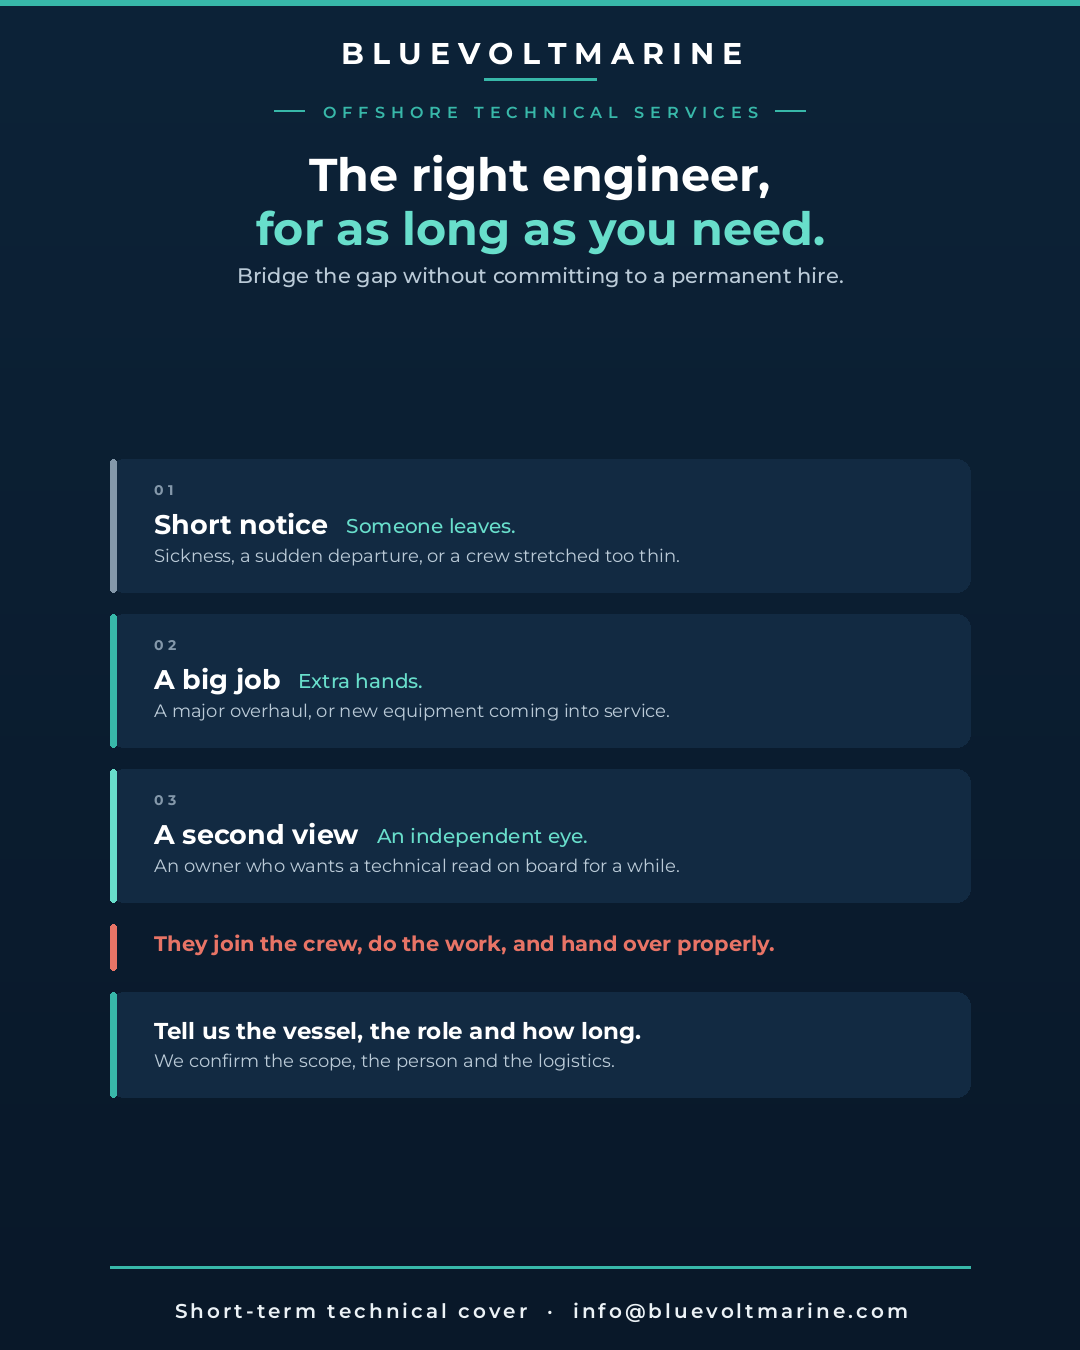 BLUEVOLTMARINE
OFFSHORE TECHNICAL SERVICES
The right engineer,
for as long as you need.
Bridge the gap without committing to a permanent hire.
01
Short notice Someone leaves.
Sickness, a sudden departure, or a crew stretched too thin.
02
A big job Extra hands.
A major overhaul, or new equipment coming into service.
03
A second view An independent eye.
An owner who wants a technical read on board for a while.
They join the crew, do the work, and hand over properly.
Tell us the vessel, the role and how long.
We confirm the scope, the person and the logistics.
Short-term technical cover · info@bluevoltmarine.com